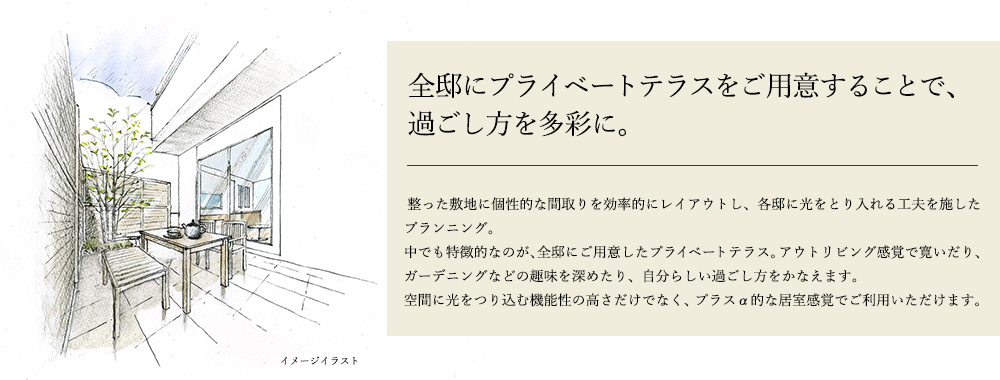 全邸にプライベートテラスをご用意することで、
過ごし方を多彩に。
整った敷地に個性的な間取りを効率的にレイアウトし、各邸に光をとり入れる工夫を施した
プランニング。
中でも特徴的なのが、全邸にご用意したプライベートテラス。アウトリビング感覚で寛いだり、
ガーデニングなどの趣味を深めたり、自分らしい過ごし方をかなえます。
空間に光をつり込む機能性の高さだけでなく、プラスα的な居室感覚でご利用いただけます。
イメージイラスト